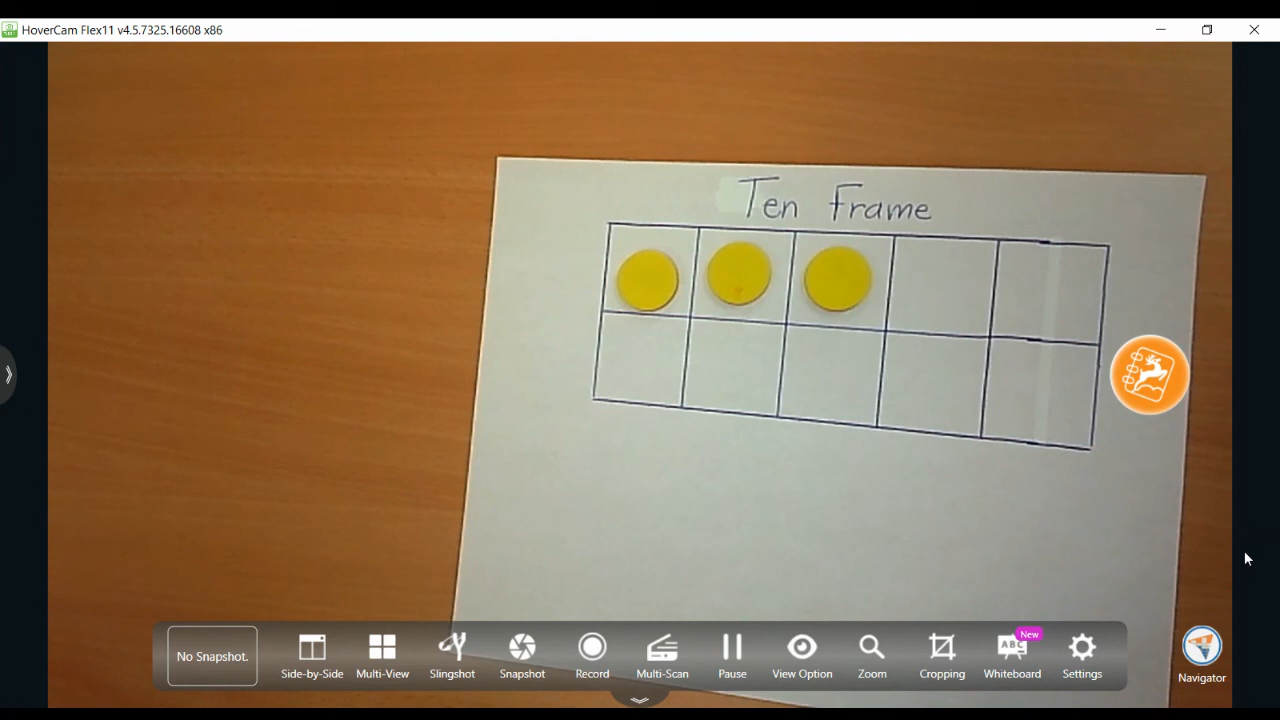 HoverCam Flex11 v4.5.7325.16608 x86
Ten Frame
No Snapshot.
Side-by-Side
Multi-View
Slingshot
Snapshot
Record
Multi-Scan
Pause
View Option
Zoom
Cropping
New
ABC
Whiteboard
Settings
Navigator